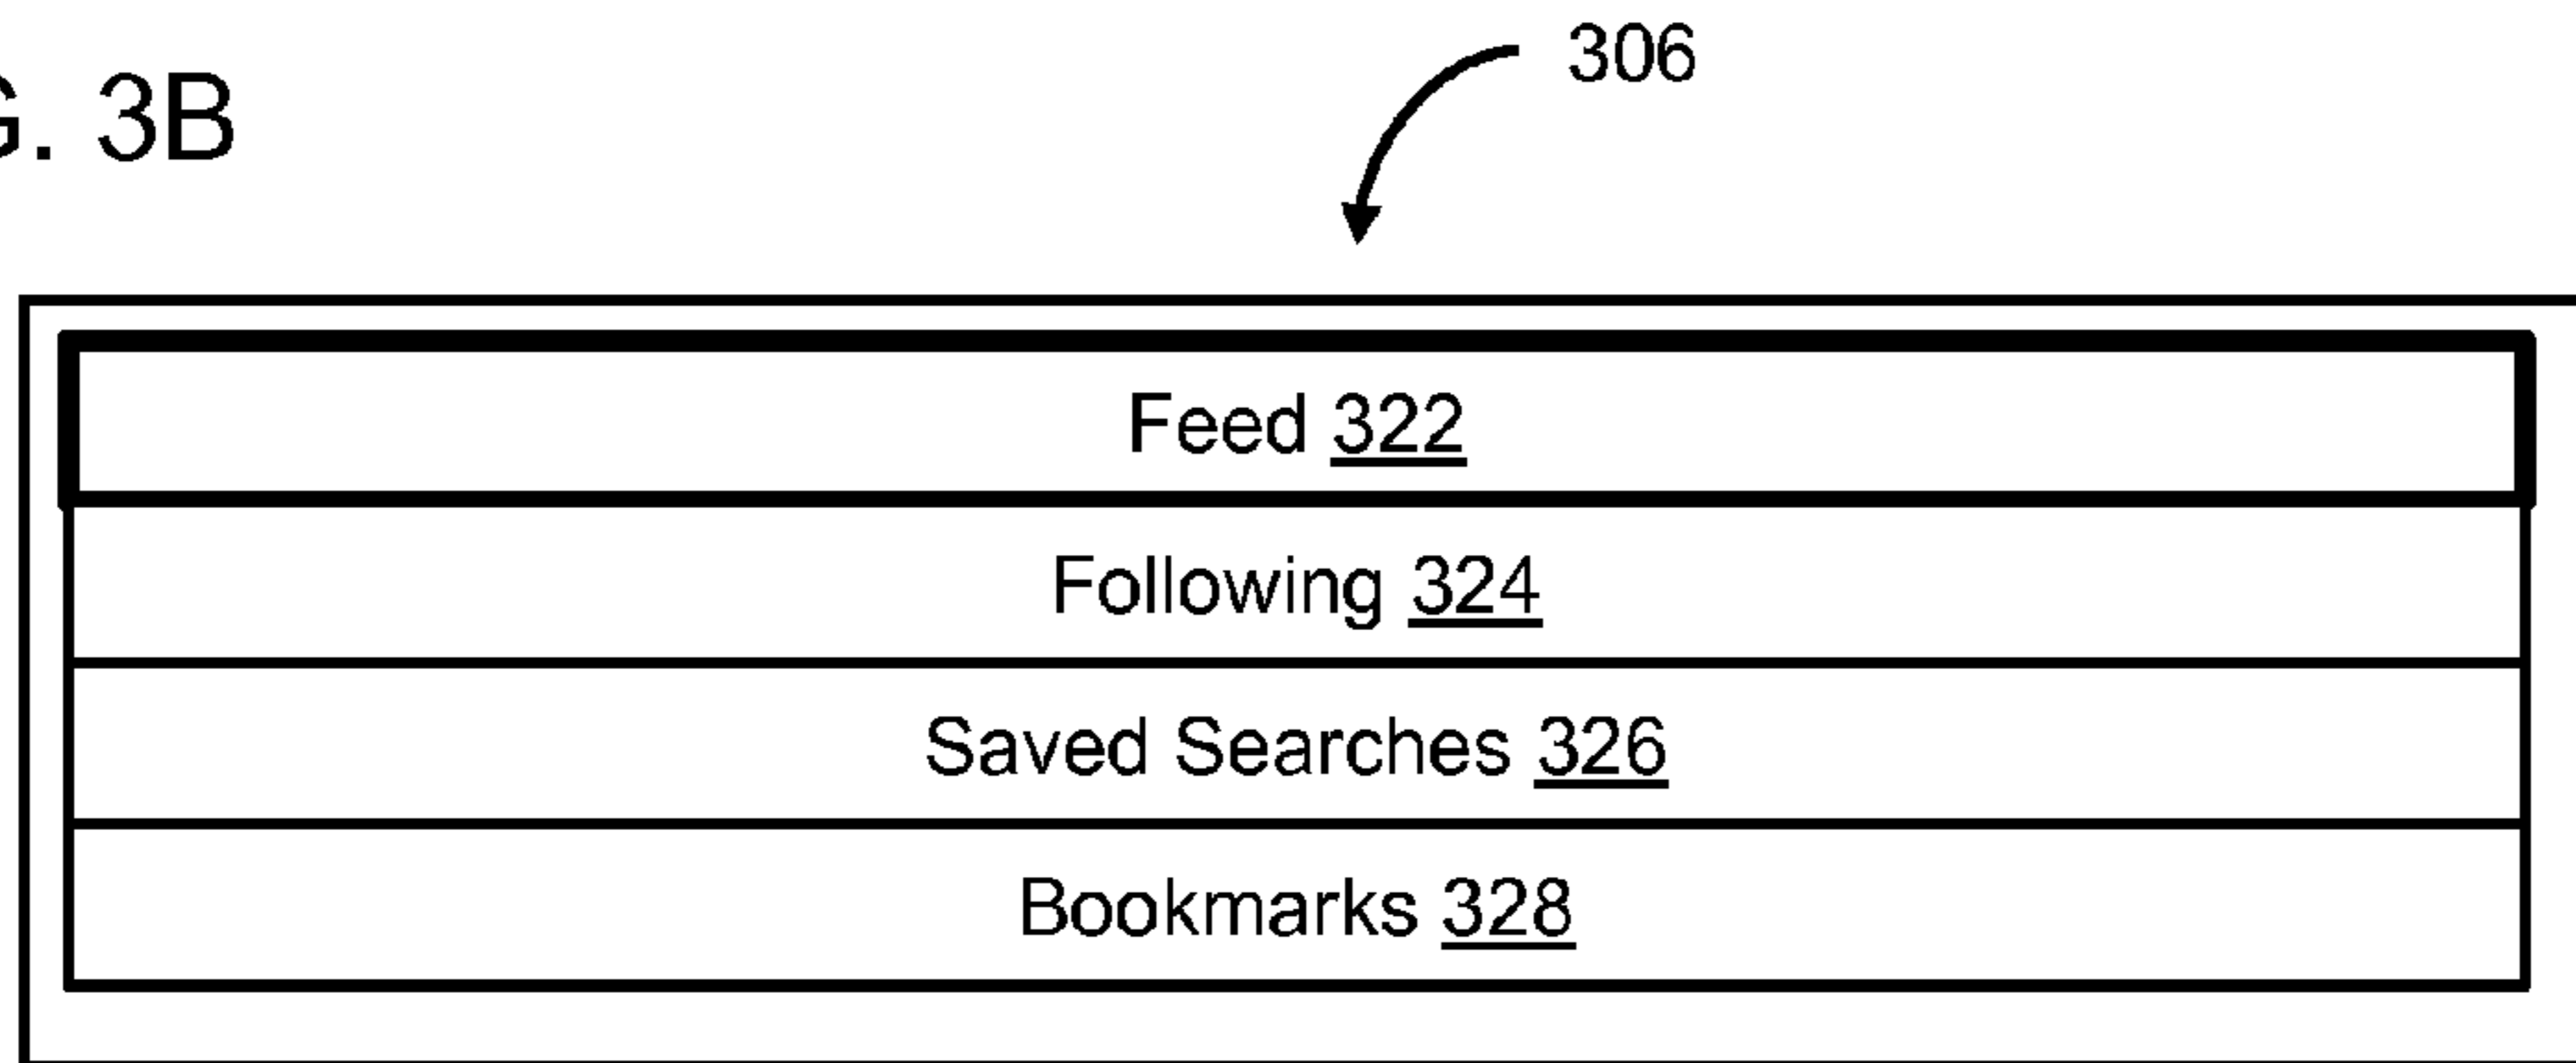 306
G. 3B
Feed 322
Following 324
Saved Searches 326
Bookmarks 328